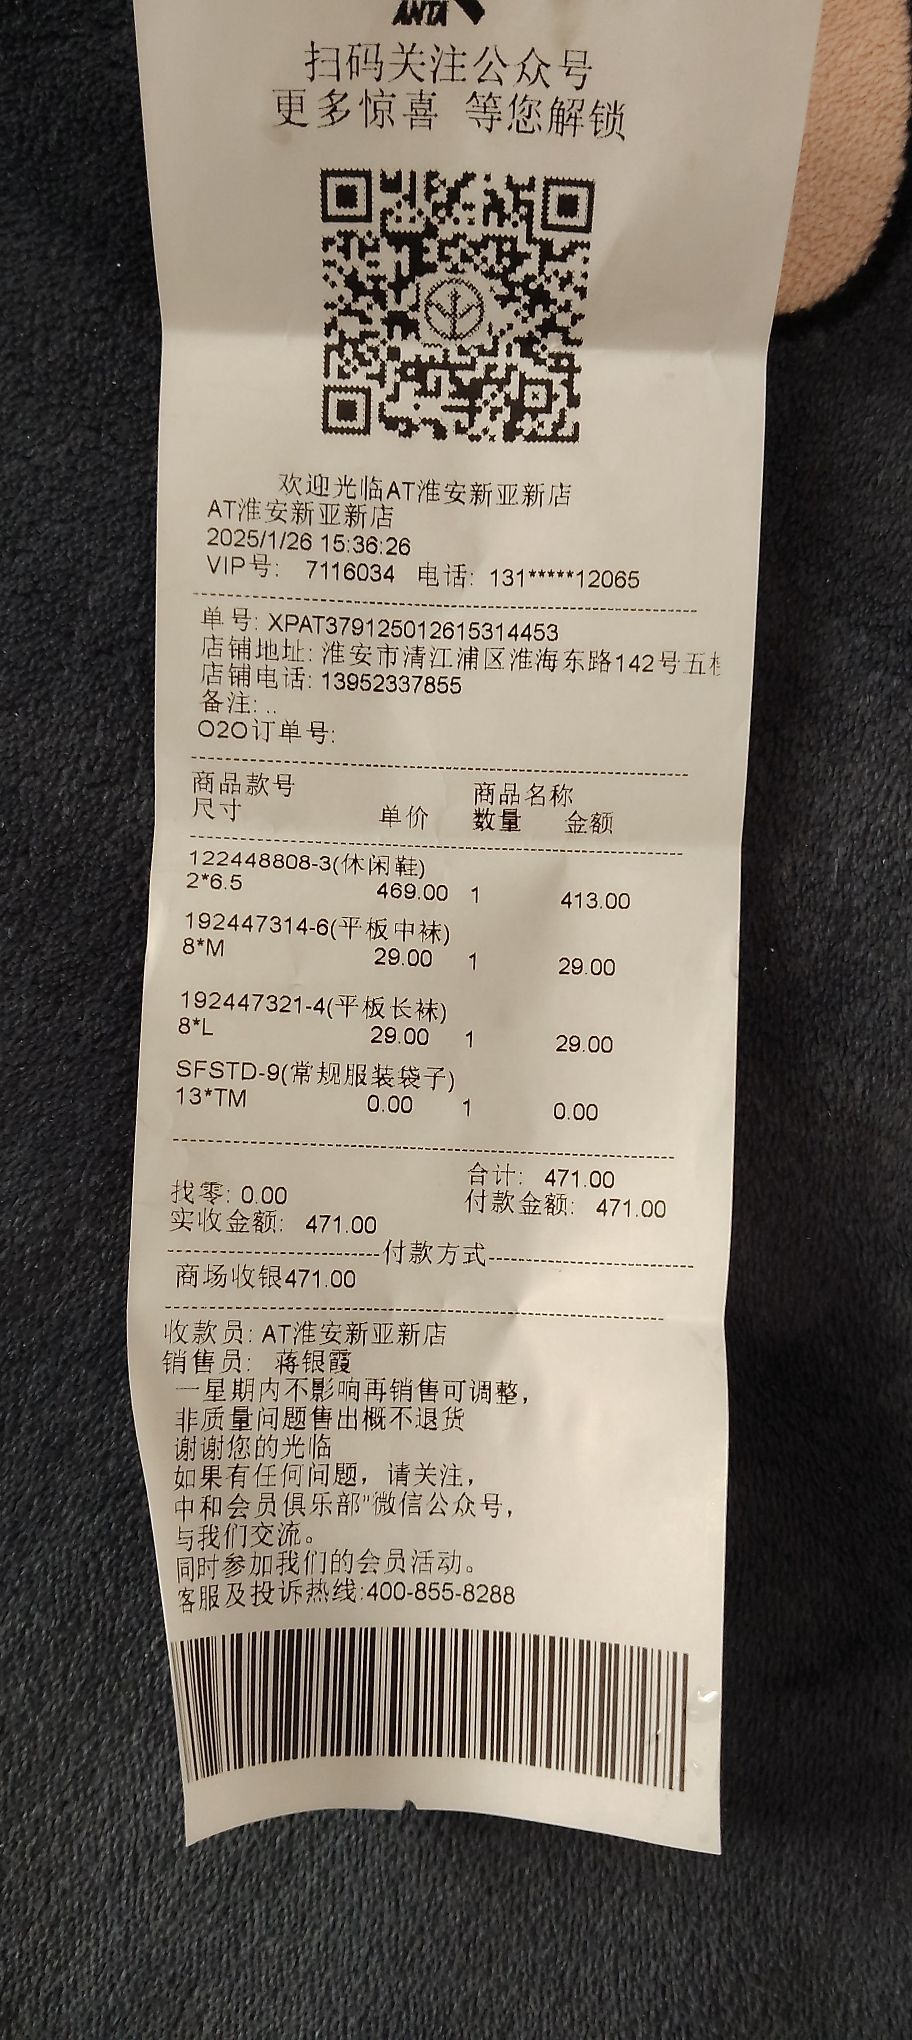 ANTA
扫码关注公众号
更多惊喜 等您解锁
欢迎光临AT淮安新亚新店
AT淮安新亚新店
2025/1/26 15:36:26
VIP号: 7116034 电话: 131*****12065
单号: XPAT379125012615314453
店铺地址: 淮安市清江浦区淮海东路142号五
店铺电话: 13952337855
备注: ..
O2O订单号:
商品款号 商品名称
尺寸 单价 数量 金额
122448808-3(休闲鞋)
2*6.5 469.00 1 413.00
192447314-6(平板中袜)
8*M 29.00 1 29.00
192447321-4(平板长袜)
8*L 29.00 1 29.00
SFSTD-9(常规服装袋子)
13*TM 0.00 1 0.00
合计: 471.00
找零: 0.00 付款金额: 471.00
实收金额: 471.00
付款方式
商场收银471.00
收款员: AT淮安新亚新店
销售员: 蒋银霞
一星期内不影响再销售可调整，
非质量问题售出概不退货
谢谢您的光临
如果有任何问题，请关注，
中和会员俱乐部"微信公众号，
与我们交流。
同时参加我们的会员活动。
客服及投诉热线:400-855-8288